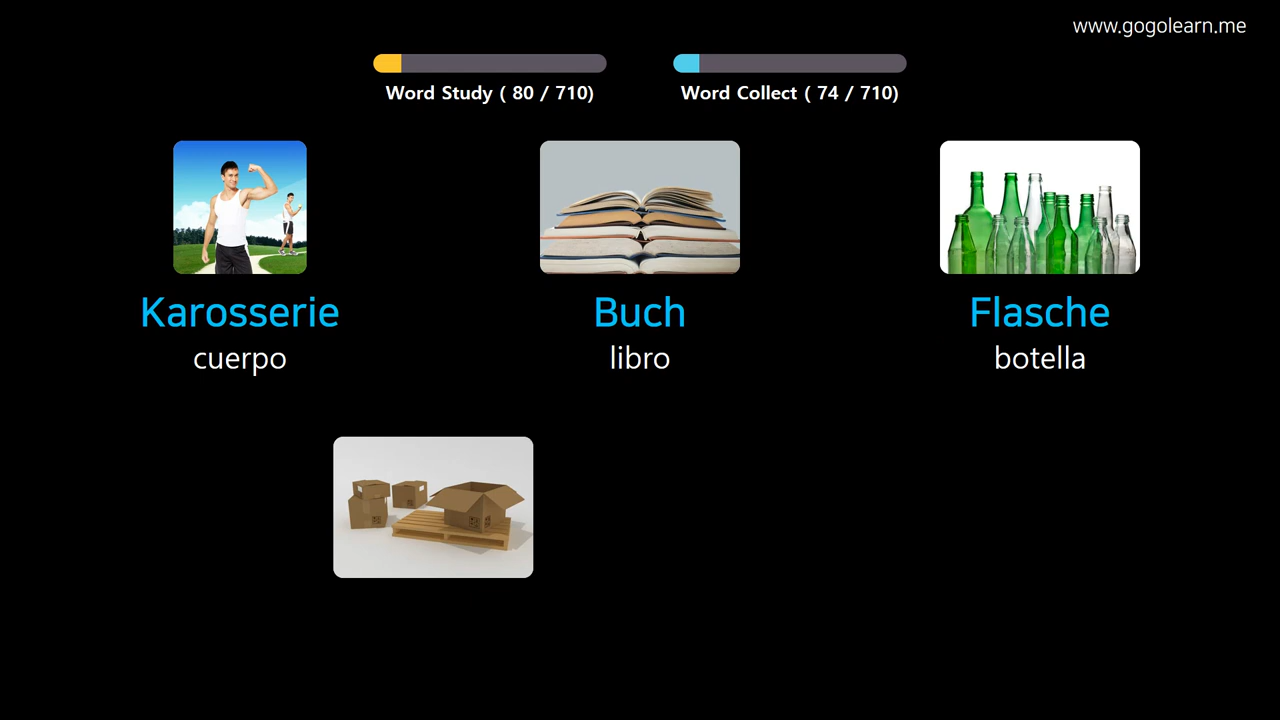 www.gogolearn.me
Word Study ( 80 / 710)
Word Collect ( 74 / 710)
Karosserie
cuerpo
Buch
libro
Flasche
botella